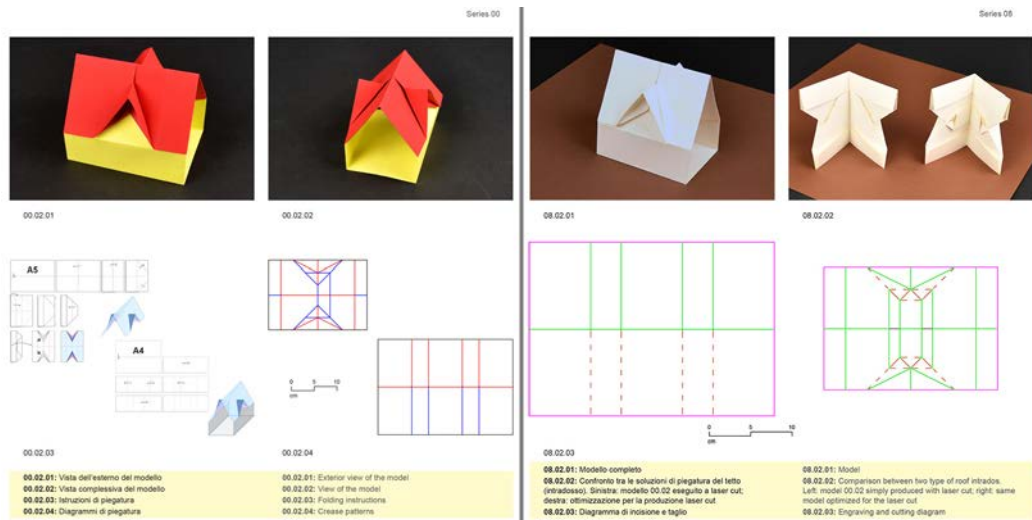 Series 00
00.02.01
00.02.02
A5
A4
0 5 10
cm
00.02.03
00.02.04
00.02.01: Vista dell'esterno del modello
00.02.02: Vista complessiva del modello
00.02.03: Istruzioni di piegatura
00.02.04: Diagrammi di piegatura
00.02.01: Exterior view of the model
00.02.02: View of the model
00.02.03: Folding instructions
00.02.04: Crease patterns
Series 08
08.02.01
08.02.02
0 5 10
cm
08.02.03
08.02.01: Modello completo
08.02.02: Confronto tra le soluzioni di piegatura del tetto
(intradosso). Sinistra: modello 00.02 eseguito a laser cut;
destra: ottimizzazione per la produzione laser cut
08.02.03: Diagramma di incisione e taglio
08.02.01: Model
08.02.02: Comparison between two type of roof intrados.
Left: model 00.02 simply produced with laser cut; right: same
model optimized for the laser cut
08.02.03: Engraving and cutting diagram